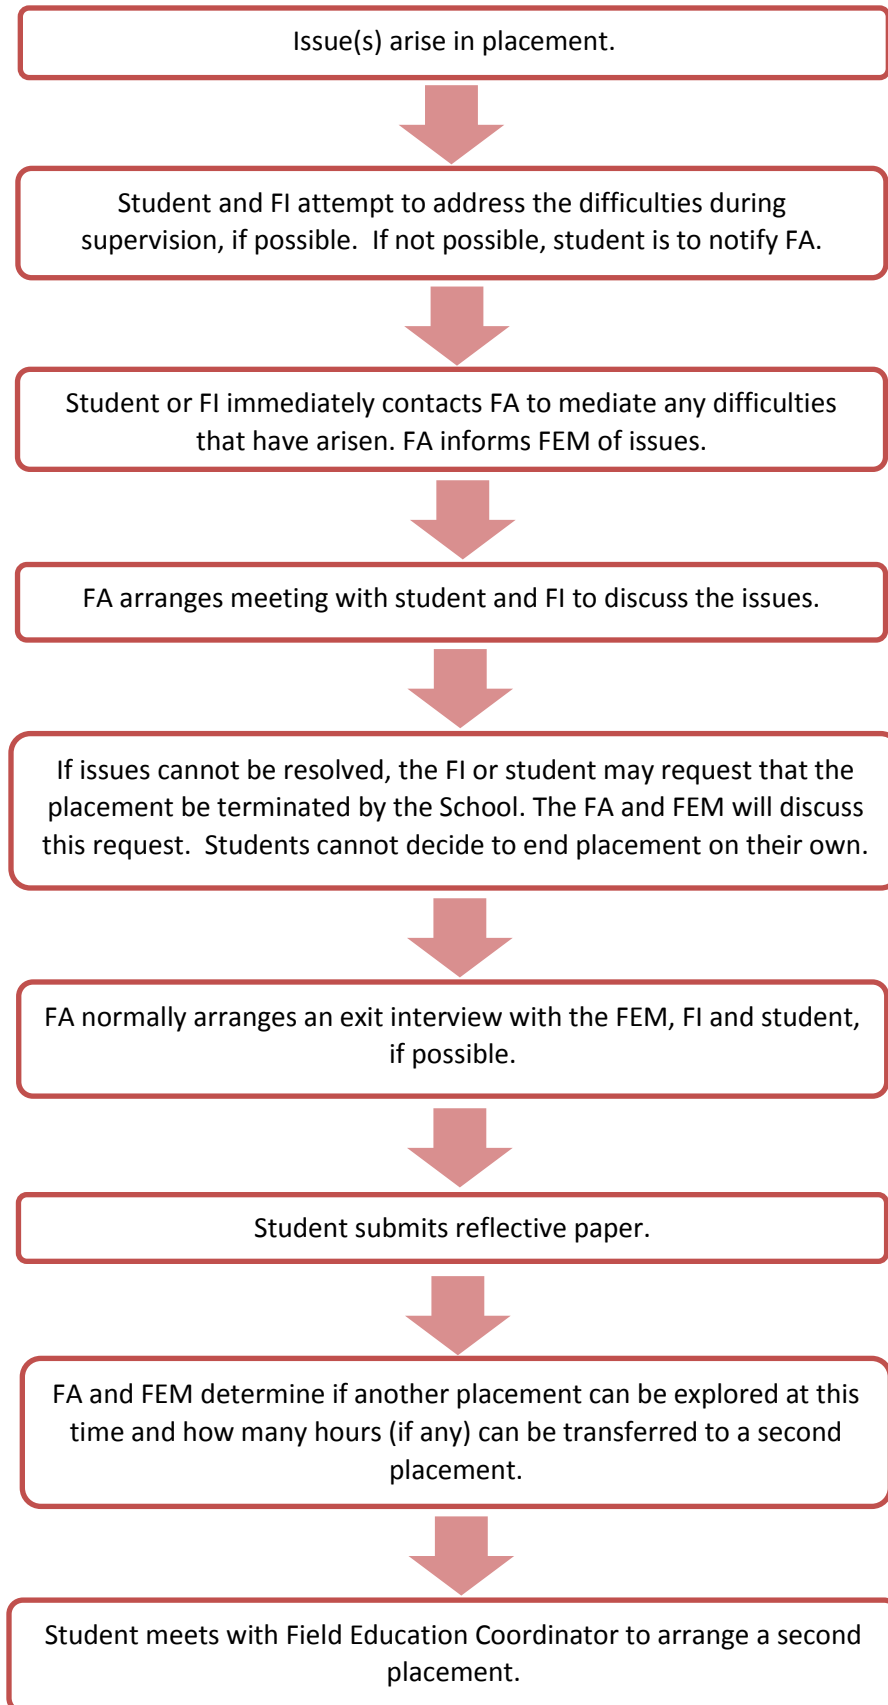 Issue(s) arise in placement.
Student and FI attempt to address the difficulties during
supervision, if possible.  If not possible, student is to notify FA.
Student or FI immediately contacts FA to mediate any difficulties
that have arisen. FA informs FEM of issues.
FA arranges meeting with student and FI to discuss the issues.
If issues cannot be resolved, the FI or student may request that the
placement be terminated by the School. The FA and FEM will discuss
this request.  Students cannot decide to end placement on their own.
FA normally arranges an exit interview with the FEM, FI and student,
if possible.
Student submits reflective paper.
FA and FEM determine if another placement can be explored at this
time and how many hours (if any) can be transferred to a second
placement.
Student meets with Field Education Coordinator to arrange a second
placement.